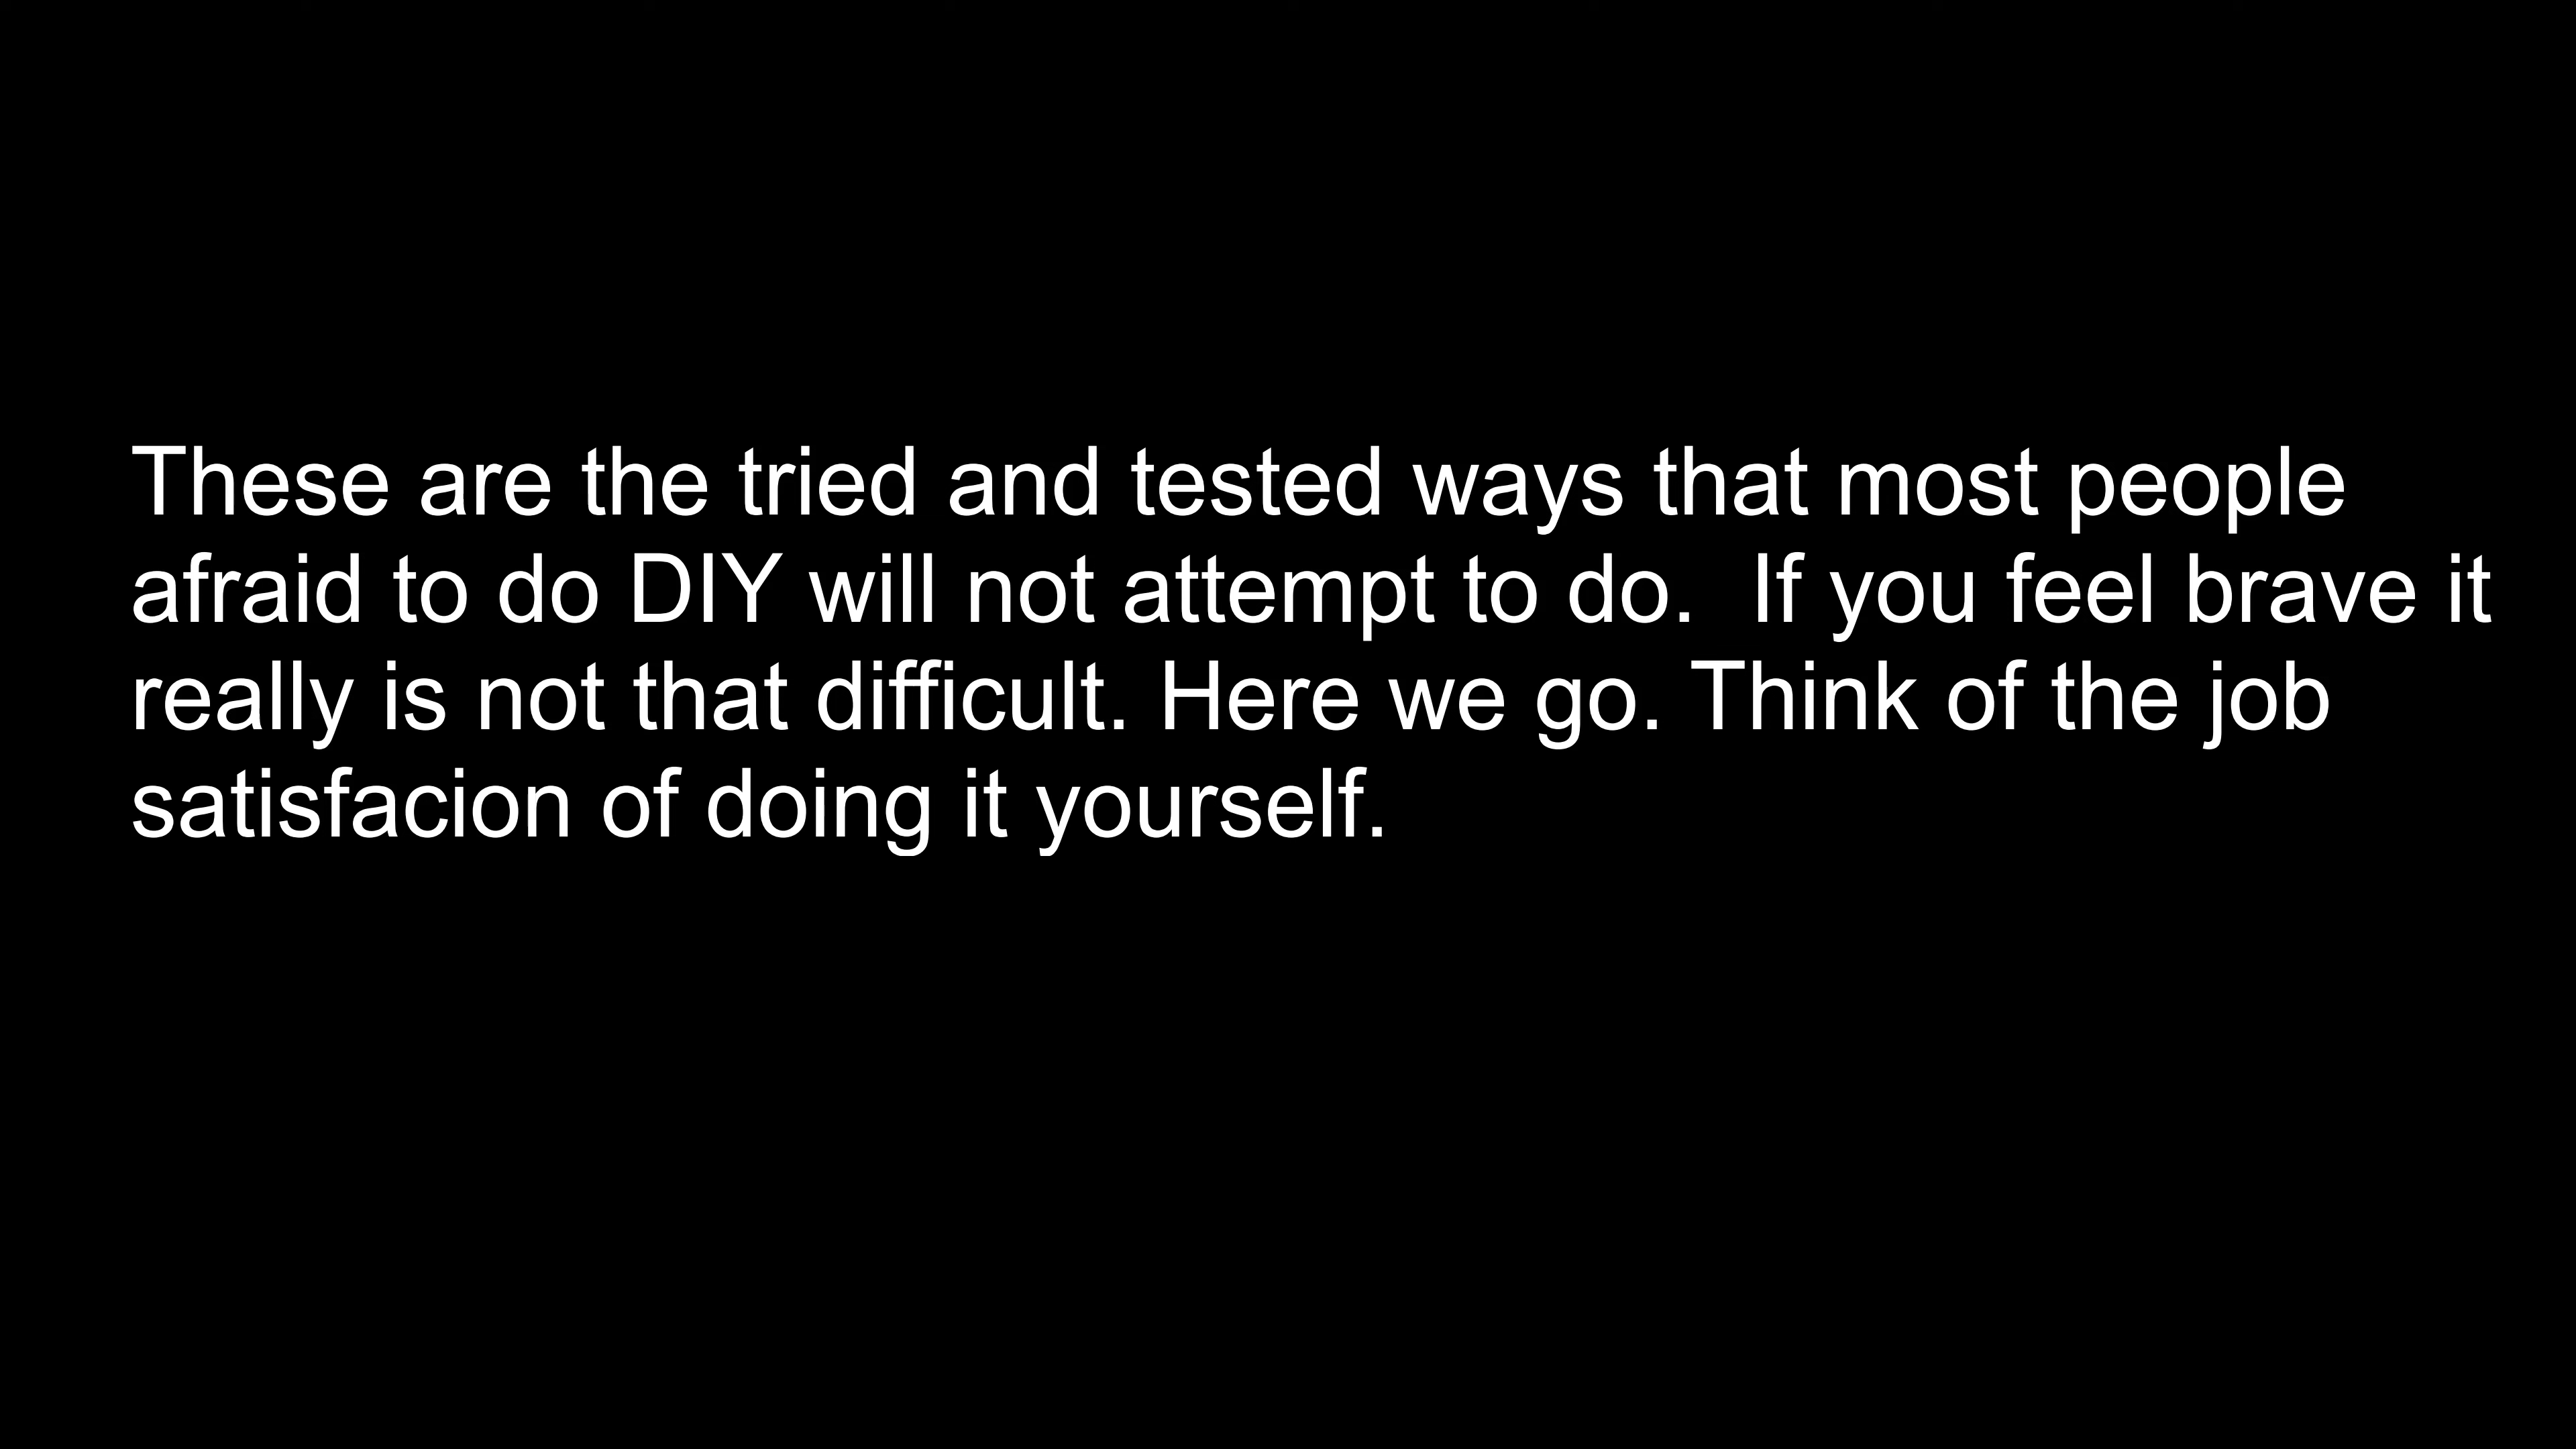 These are the tried and tested ways that most people
afraid to do DIY will not attempt to do.  If you feel brave it
really is not that difficult. Here we go. Think of the job
satisfacion of doing it yourself.